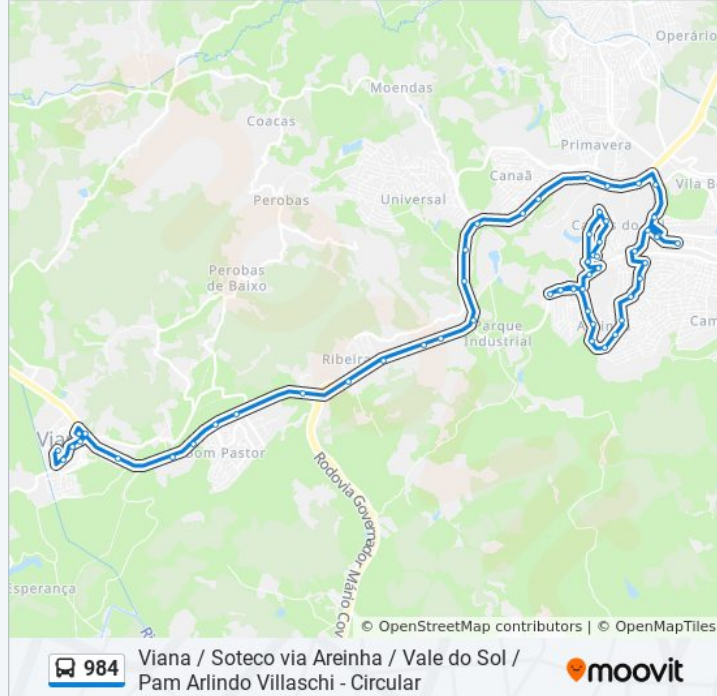 Operário
Moendas
Coacas
Primavera
Canaã
Vila B
Perobas
Universal
Perobas
de Baixo
Parque
Industrial
Cam
Ribeira
Viana
Bom Pastor
Rodovia Governador Mário Cov
Esperança
© OpenStreetMap contributors | © OpenMapTiles
984
Viana / Soteco via Areinha / Vale do Sol /
Pam Arlindo Villaschi - Circular
moovit